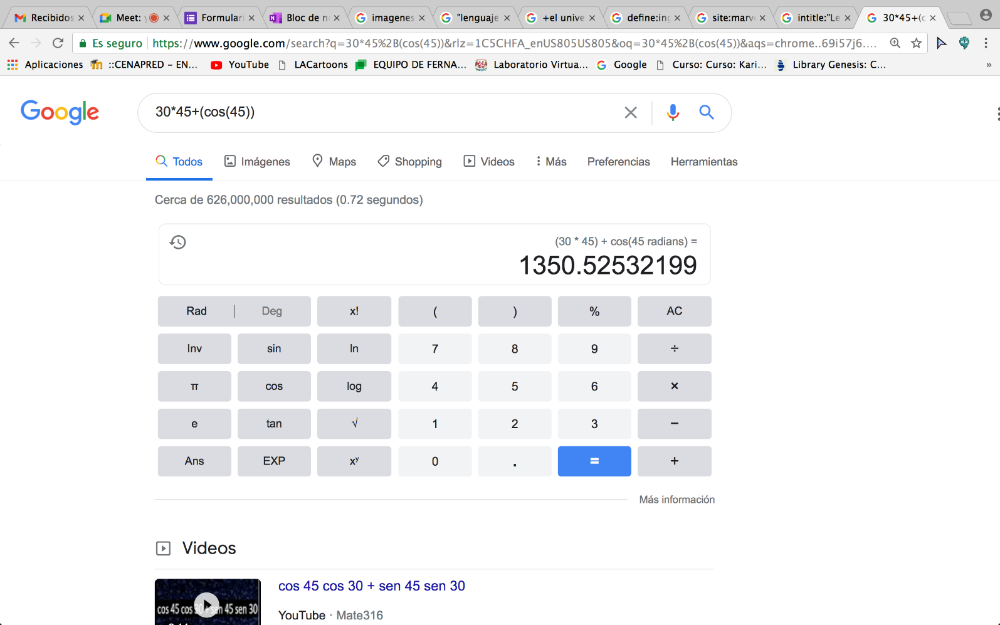 Recibidos
Meet:
Formulari
Bloc de no
imagenes
"lenguaje
+el unive
define:ing
site:marv
intitle:"Le
30*45+(c
Es seguro
https://www.google.com/search?q=30*45%2B(cos(45))&rlz=1C5CHFA_enUS805US805&oq=30*45%2B(cos(45))&aqs=chrome..69i57j6....
Aplicaciones
::CENAPRED – EN...
YouTube
LACartoons
EQUIPO DE FERNA...
Laboratorio Virtua...
Google
Curso: Curso: Kari...
Library Genesis: C...
»
Google
30*45+(cos(45))
Todos
Imágenes
Maps
Shopping
Videos
Más
Preferencias
Herramientas
Cerca de 626,000,000 resultados (0.72 segundos)
(30 * 45) + cos(45 radians) =
1350.52532199
Rad | Deg x! ( ) % AC
Inv sin ln 7 8 9 ÷
π cos log 4 5 6 ×
e tan √ 1 2 3 −
Ans EXP xʸ 0 . = +
Más información
Videos
cos 45 cos 30 + sen 45 sen 30
cos 45 cos 30 + sen 45 sen 30
YouTube · Mate316